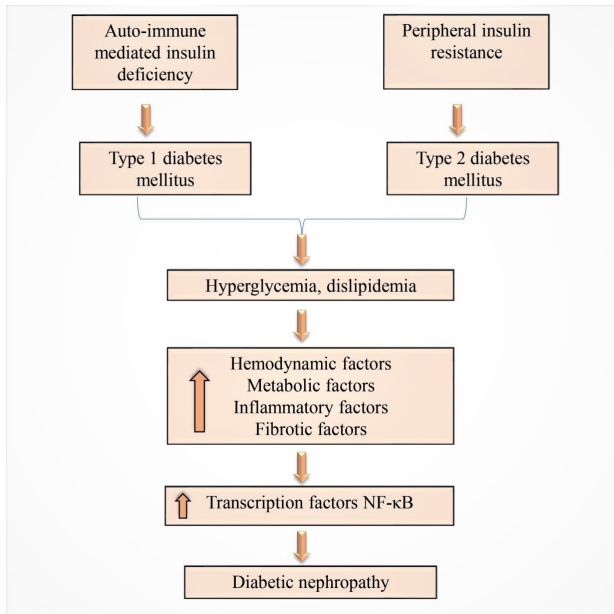 Auto-immune
mediated insulin
deficiency
Peripheral insulin
resistance
Type 1 diabetes
mellitus
Type 2 diabetes
mellitus
Hyperglycemia, dislipidemia
Hemodynamic factors
Metabolic factors
Inflammatory factors
Fibrotic factors
Transcription factors NF-κB
Diabetic nephropathy